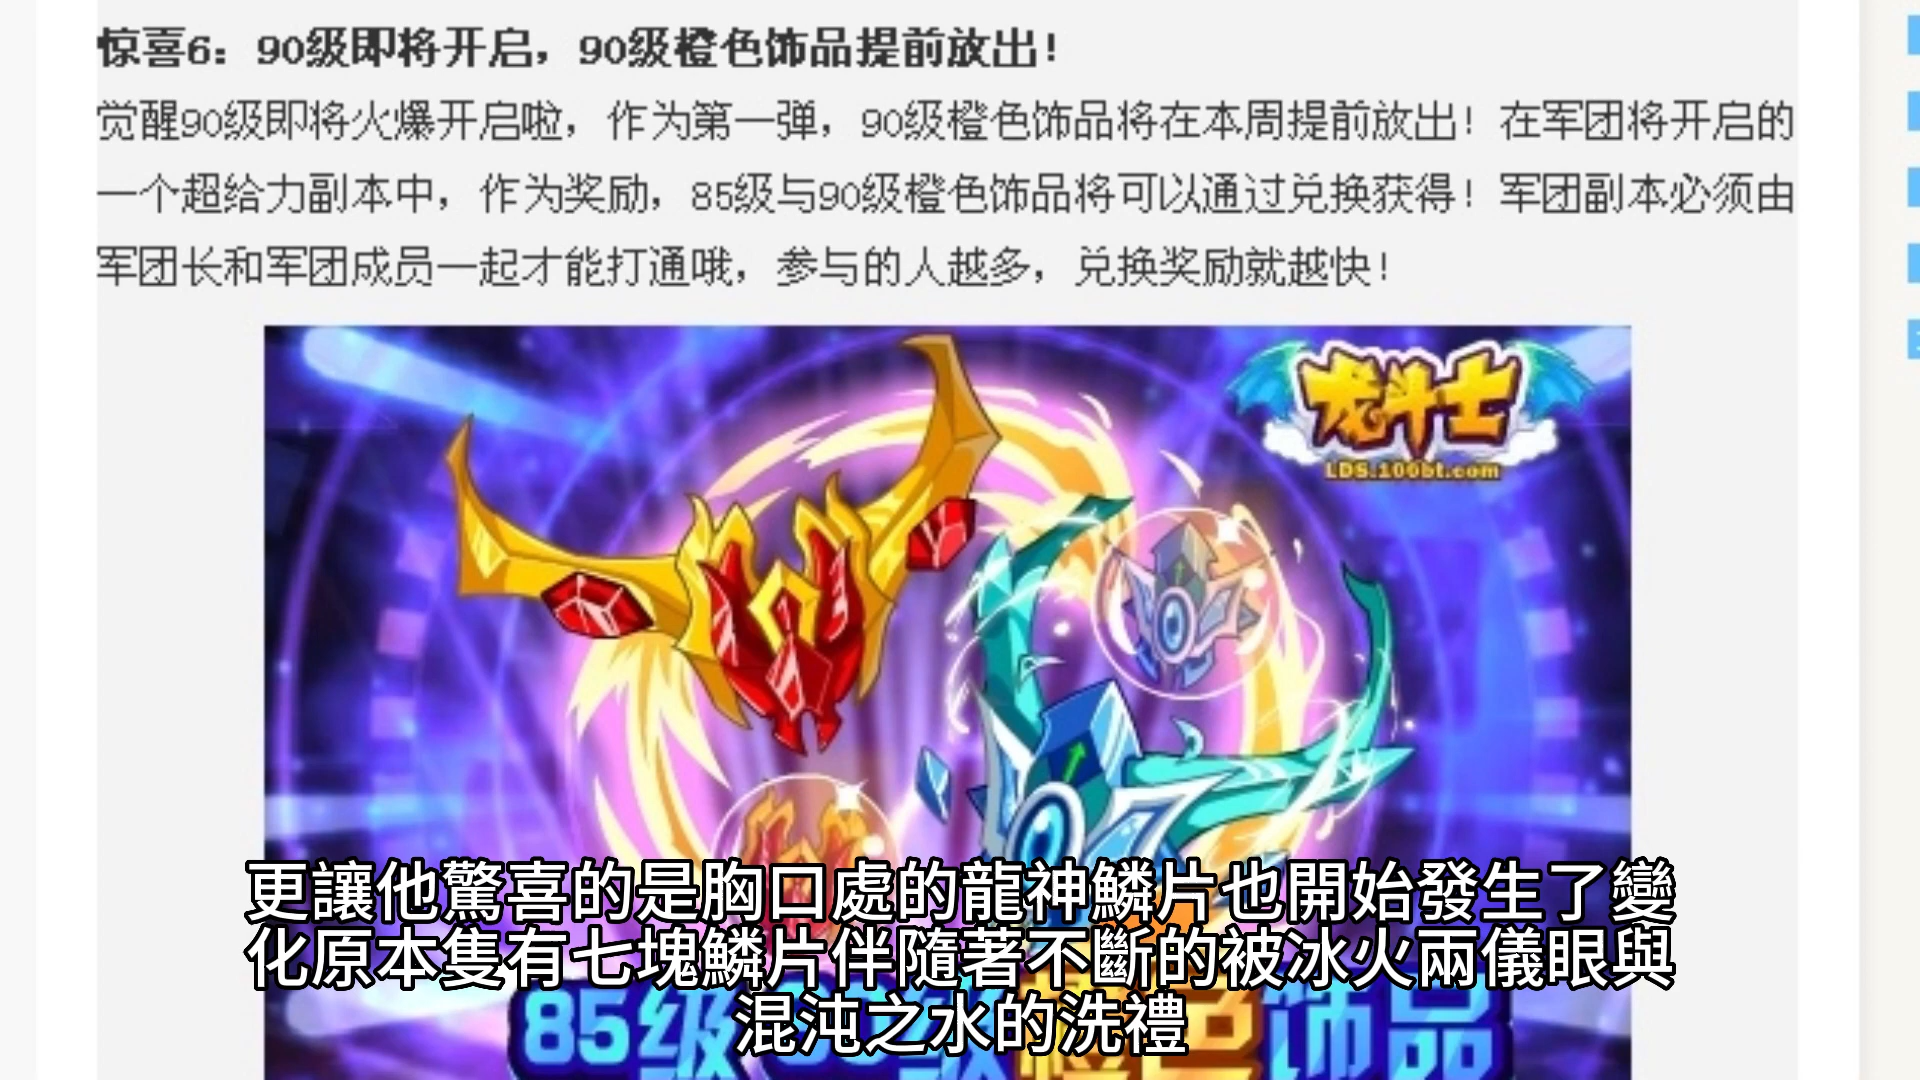 惊喜6：90级即将开启，90级橙色饰品提前放出！
觉醒90级即将火爆开启啦，作为第一弹，90级橙色饰品将在本周提前放出！在军团将开启的
一个超给力副本中，作为奖励，85级与90级橙色饰品将可以通过兑换获得！军团副本必须由
军团长和军团成员一起才能打通哦，参与的人越多，兑换奖励就越快！
龙斗士
LDS.100bt.com
更讓他驚喜的是胸口處的龍神鱗片也開始發生了變
化原本隻有七塊鱗片伴隨著不斷的被冰火兩儀眼與
混沌之水的洗禮
85级 橙色饰品